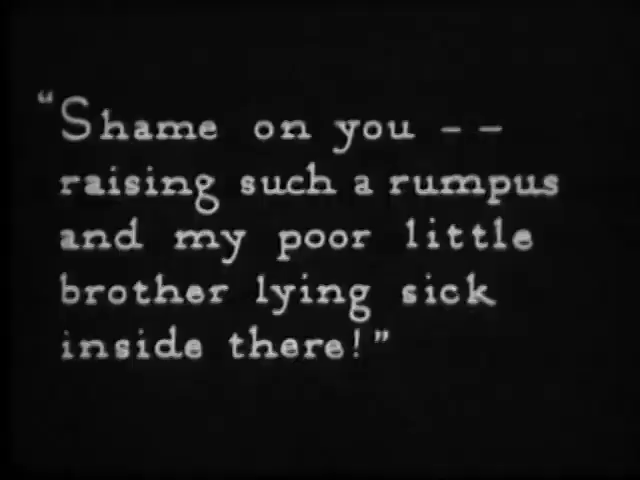 "Shame on you --
raising such a rumpus
and my poor little
brother lying sick
inside there!"